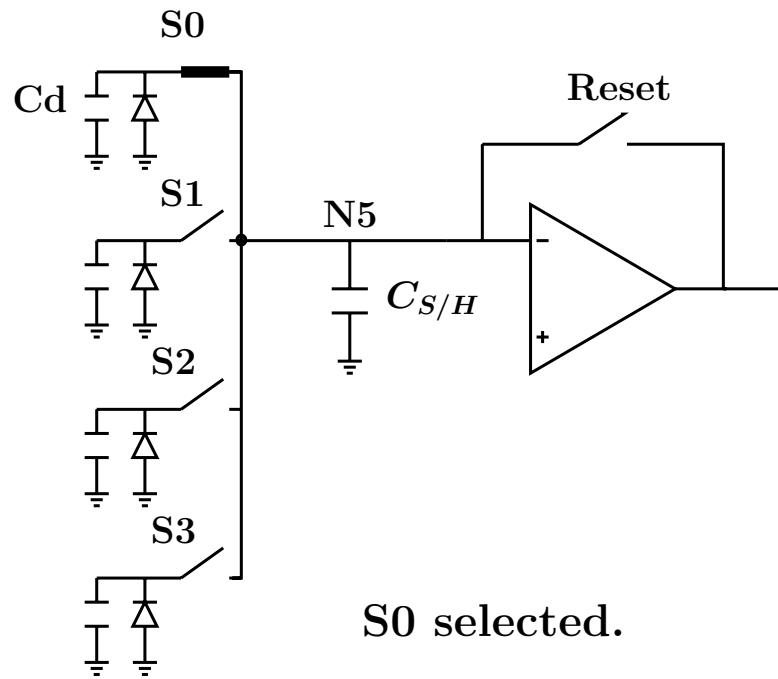 S0
Cd
Reset
S1
N5
C_{S/H}
−
+
S2
S3
S0 selected.